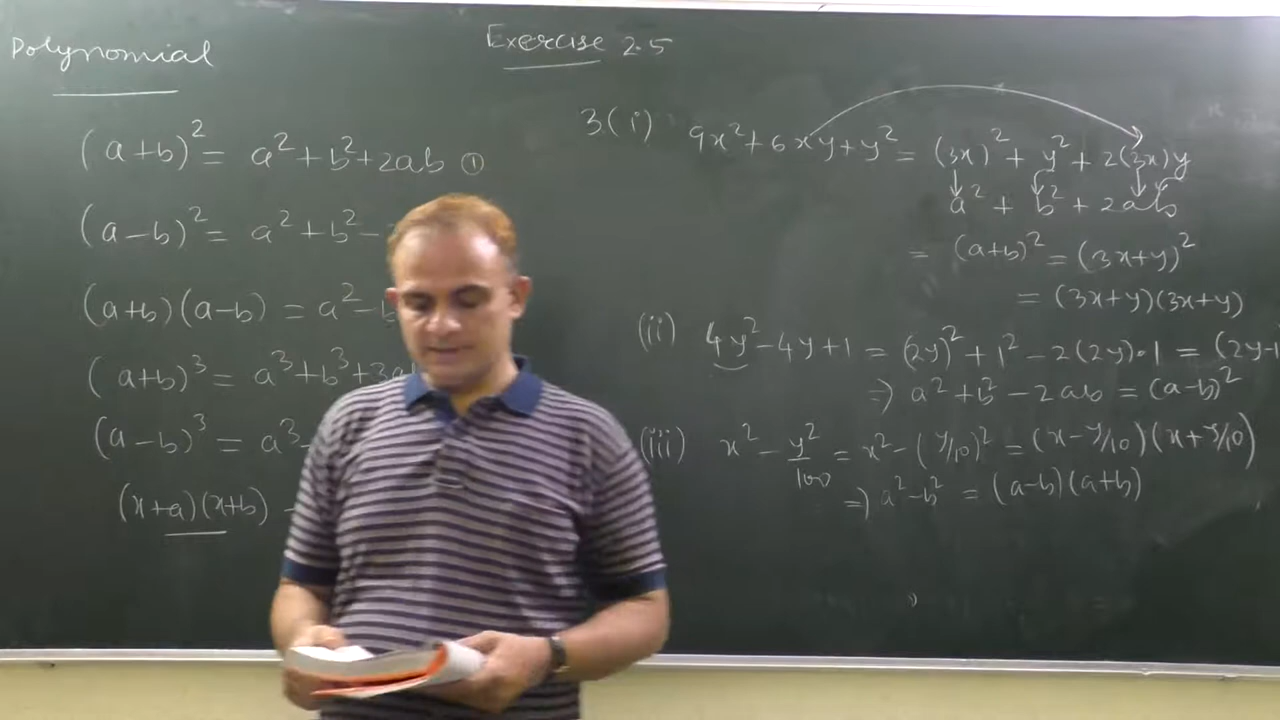 Polynomial
Exercise 2.5
(a+b)² = a²+b²+2ab ①
(a-b)² = a²+b²-
(a+b)(a-b) = a²-b
(a+b)³ = a³+b³+3a
(a-b)³ = a³-
(x+a)(x+b)
3(i) 9x²+6xy+y² = (3x)²+ y²+2(3x)y
a² + b² + 2ab
= (a+b)² = (3x+y)²
= (3x+y)(3x+y)
(ii) 4y²-4y+1 = (2y)²+1²-2(2y)·1 = (2y-1
⇒ a²+b²-2ab = (a-b)²
(iii) x² - y²/100 = x²-(y/10)² = (x-y/10)(x+y/10)
⇒ a²-b² = (a-b)(a+b)